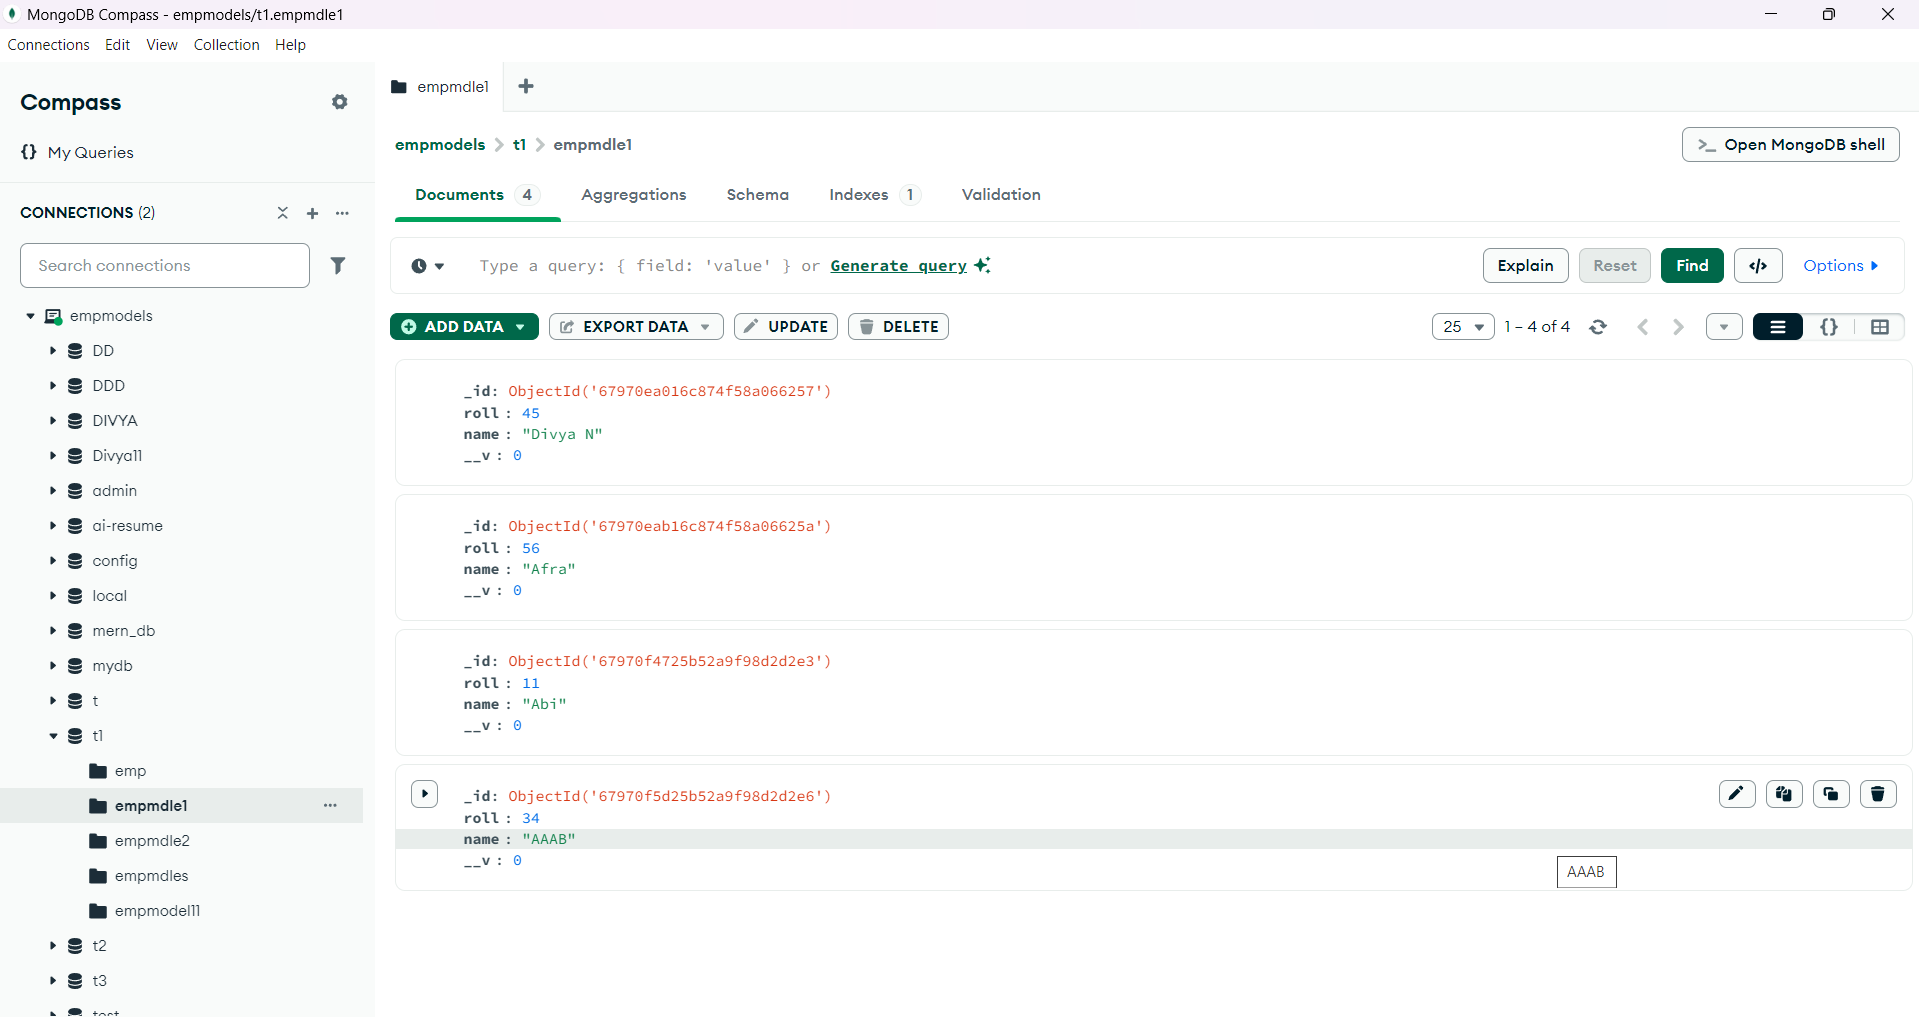 MongoDB Compass - empmodels/t1.empmdle1
Connections Edit View Collection Help
Compass
{} My Queries
CONNECTIONS (2)
Search connections
empmodels
DD
DDD
DIVYA
Divya11
admin
ai-resume
config
local
mern_db
mydb
t
t1
emp
empmdle1
empmdle2
empmdles
empmodel11
t2
t3
test
empmdle1
empmodels > t1 > empmdle1
>_ Open MongoDB shell
Documents 4 Aggregations Schema Indexes 1 Validation
Type a query: { field: 'value' } or Generate query
Explain Reset Find </> Options
ADD DATA EXPORT DATA UPDATE DELETE
25 1 – 4 of 4 {}
_id: ObjectId('67970ea016c874f58a066257')
roll : 45
name : "Divya N"
__v : 0
_id: ObjectId('67970eab16c874f58a06625a')
roll : 56
name : "Afra"
__v : 0
_id: ObjectId('67970f4725b52a9f98d2d2e3')
roll : 11
name : "Abi"
__v : 0
_id: ObjectId('67970f5d25b52a9f98d2d2e6')
roll : 34
name : "AAAB"
__v : 0
AAAB